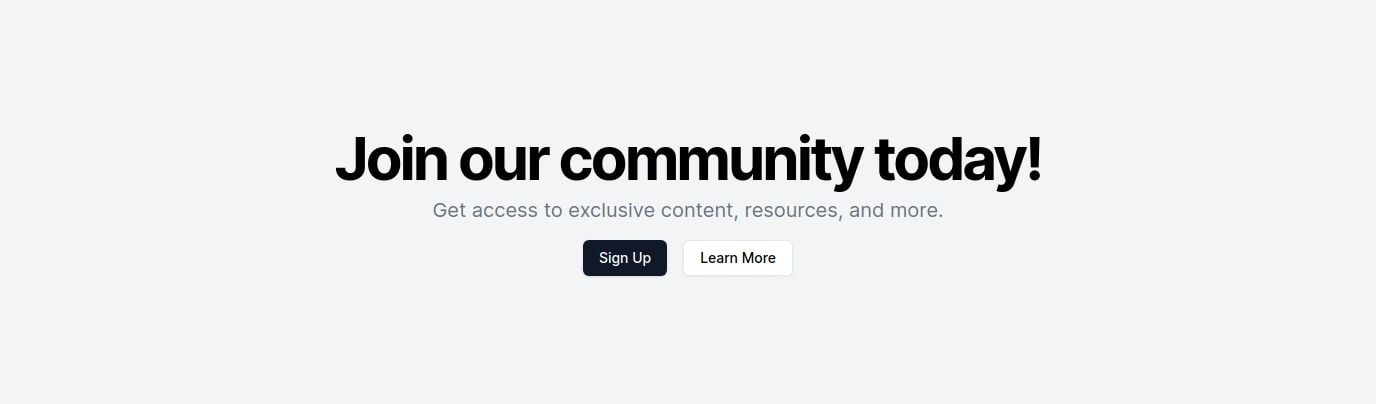 Join our community today!
Get access to exclusive content, resources, and more.
Sign Up
Learn More